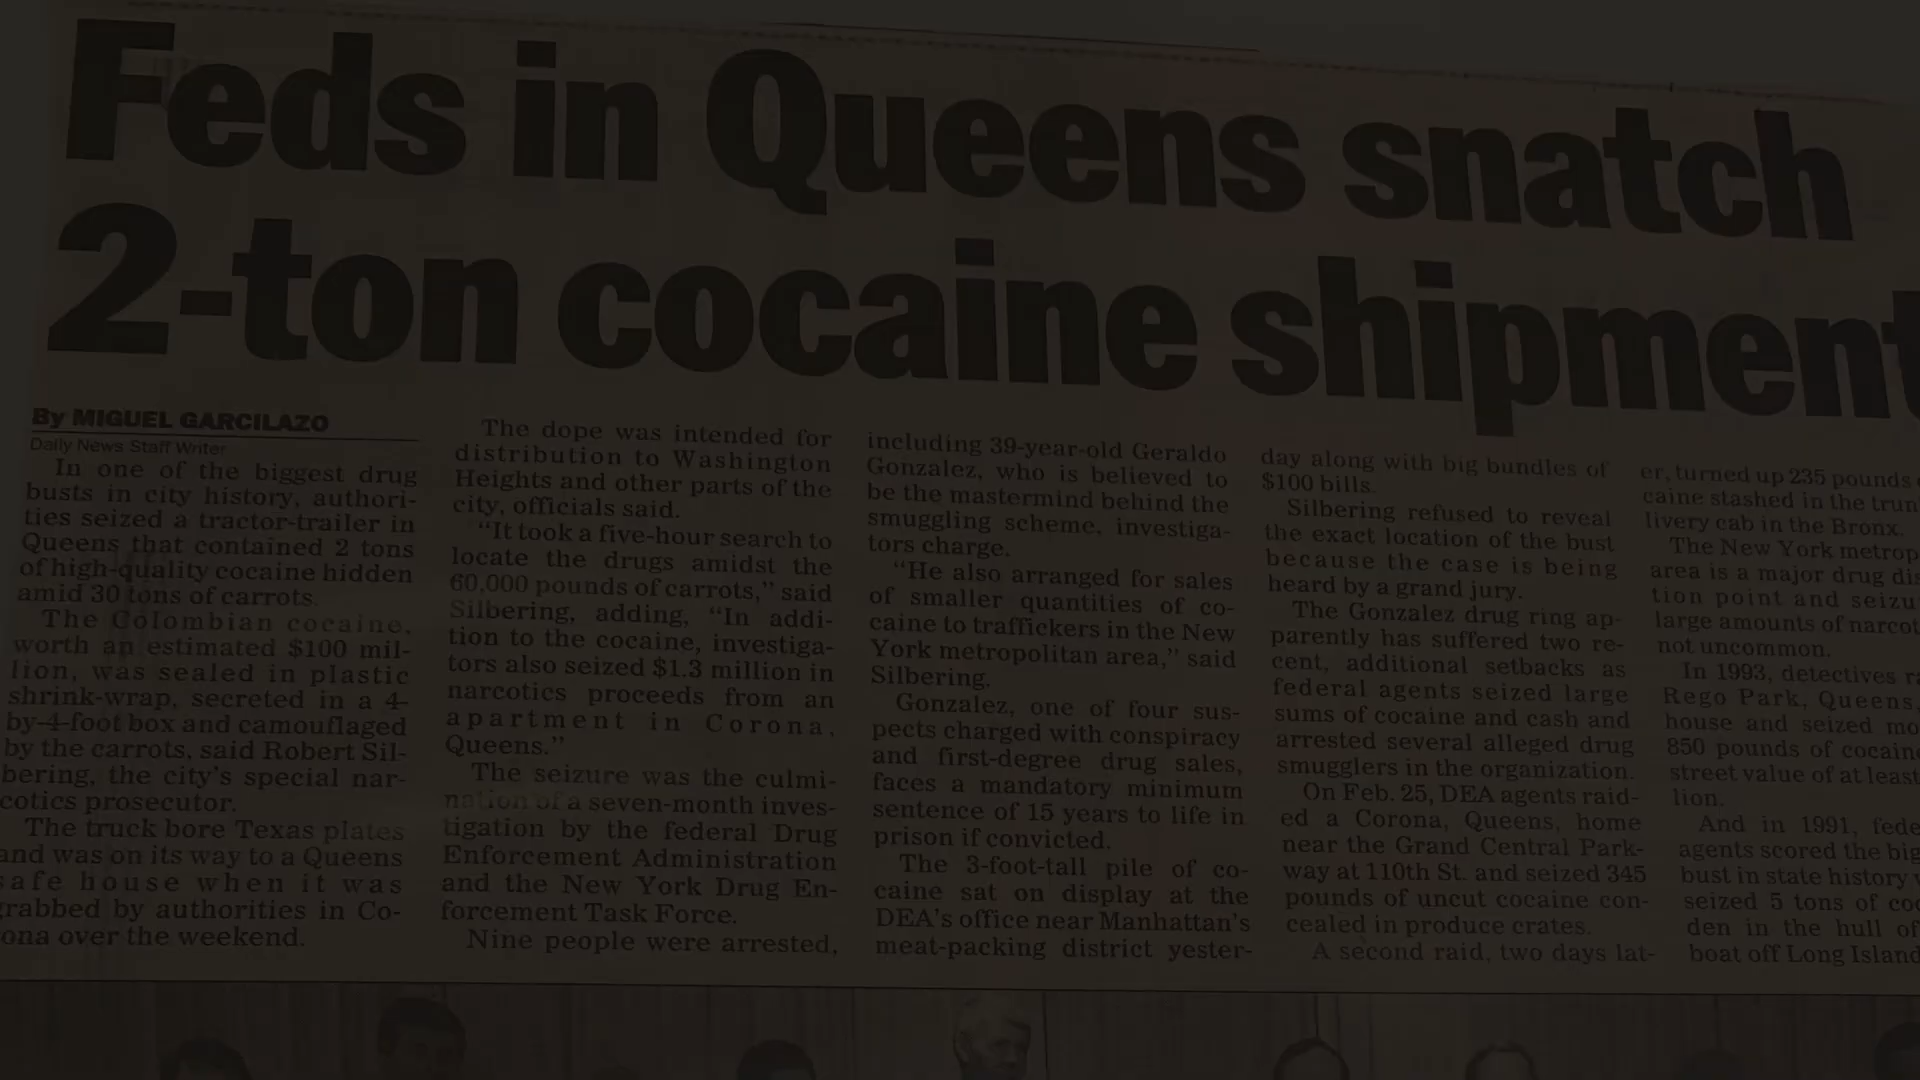 Feds in Queens snatch
2-ton cocaine shipment
By MIGUEL GARCILAZO
Daily News Staff Writer
In one of the biggest drug
busts in city history, authori-
ties seized a tractor-trailer in
Queens that contained 2 tons
of high-quality cocaine hidden
amid 30 tons of carrots.
The Colombian cocaine,
worth an estimated $100 mil-
lion, was sealed in plastic
shrink-wrap, secreted in a 4-
by-4-foot box and camouflaged
by the carrots, said Robert Sil-
bering, the city's special nar-
cotics prosecutor.
The truck bore Texas plates
and was on its way to a Queens
safe house when it was
grabbed by authorities in Co-
ona over the weekend.
The dope was intended for
distribution to Washington
Heights and other parts of the
city, officials said.
"It took a five-hour search to
locate the drugs amidst the
60,000 pounds of carrots," said
Silbering, adding, "In addi-
tion to the cocaine, investiga-
tors also seized $1.3 million in
narcotics proceeds from an
apartment in Corona,
Queens."
The seizure was the culmi-
nation of a seven-month inves-
tigation by the federal Drug
Enforcement Administration
and the New York Drug En-
forcement Task Force.
Nine people were arrested,
including 39-year-old Geraldo
Gonzalez, who is believed to
be the mastermind behind the
smuggling scheme, investiga-
tors charge.
"He also arranged for sales
of smaller quantities of co-
caine to traffickers in the New
York metropolitan area," said
Silbering.
Gonzalez, one of four sus-
pects charged with conspiracy
and first-degree drug sales,
faces a mandatory minimum
sentence of 15 years to life in
prison if convicted.
The 3-foot-tall pile of co-
caine sat on display at the
DEA's office near Manhattan's
meat-packing district yester-
day along with big bundles of
$100 bills.
Silbering refused to reveal
the exact location of the bust
because the case is being
heard by a grand jury.
The Gonzalez drug ring ap-
parently has suffered two re-
cent, additional setbacks as
federal agents seized large
sums of cocaine and cash and
arrested several alleged drug
smugglers in the organization.
On Feb. 25, DEA agents raid-
ed a Corona, Queens, home
near the Grand Central Park-
way at 110th St. and seized 345
pounds of uncut cocaine con-
cealed in produce crates.
A second raid, two days lat-
er, turned up 235 pounds
caine stashed in the trun
livery cab in the Bronx.
The New York metrop
area is a major drug dis
tion point and seizu
large amounts of narcot
not uncommon.
In 1993, detectives ra
Rego Park, Queens,
house and seized mo
850 pounds of cocaine
street value of at least
lion.
And in 1991, fede
agents scored the big
bust in state history
seized 5 tons of coc
den in the hull of
boat off Long Island